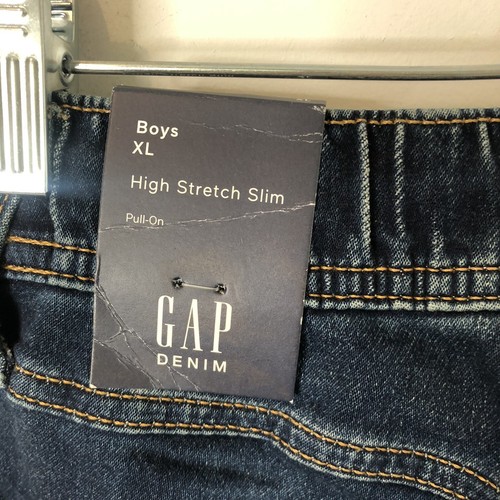 Boys
XL
High Stretch Slim
Pull-On
GAP
DENIM